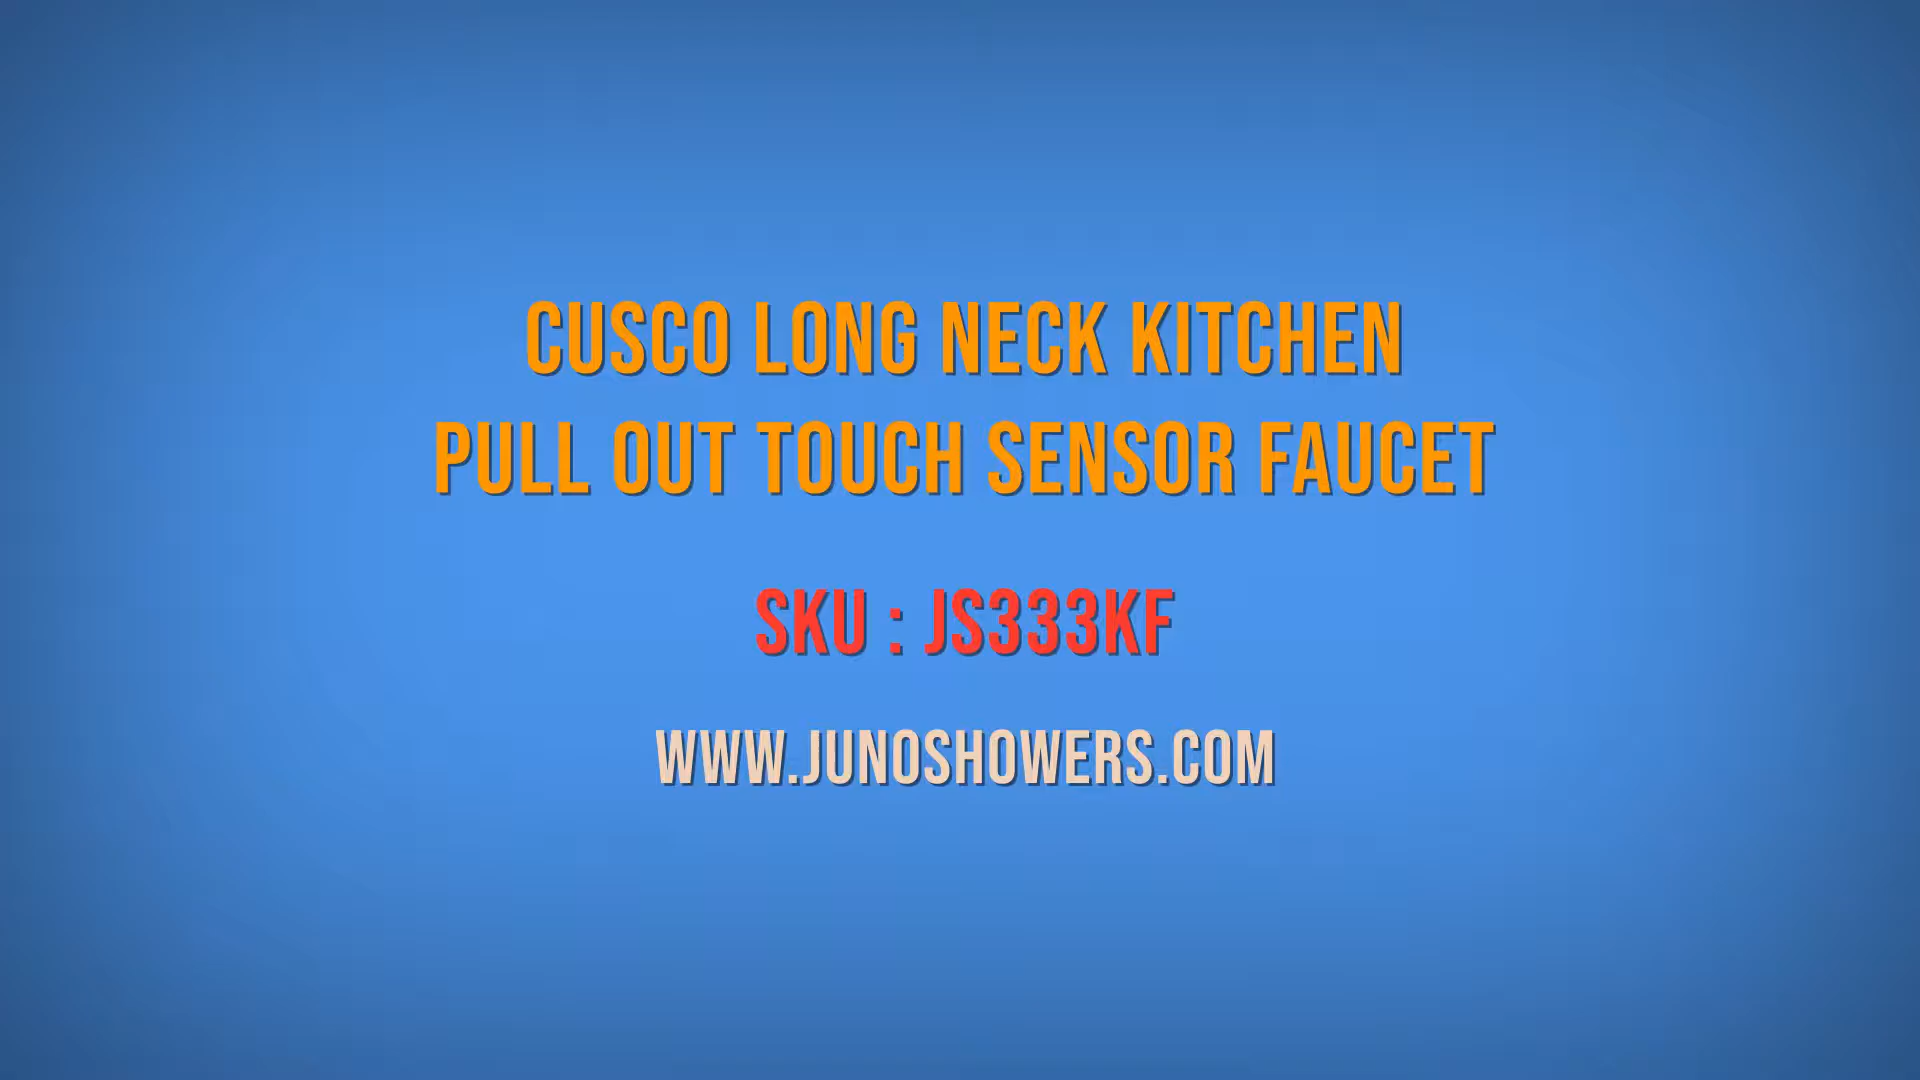 CUSCO LONG NECK KITCHEN
PULL OUT TOUCH SENSOR FAUCET
SKU : JS333KF
WWW.JUNOSHOWERS.COM